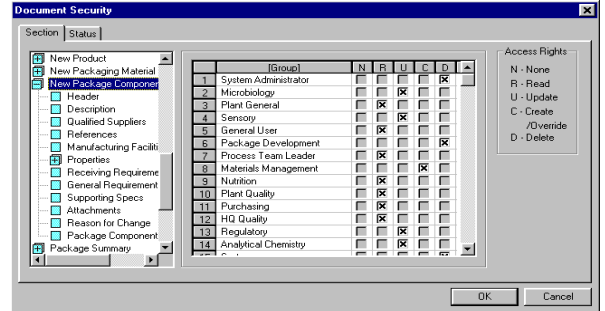 Document Security
Section Status
New Product
New Packaging Material
New Package Componen
Header
Description
Qualified Suppliers
References
Manufacturing Faciliti
Properties
Receiving Requireme
General Requirement
Supporting Specs
Attachments
Reason for Change
Package Component
Package Summary
[Group] N R U C D
1 System Administrator
2 Microbiology
3 Plant General
4 Sensory
5 General User
6 Package Development
7 Process Team Leader
8 Materials Management
9 Nutrition
10 Plant Quality
11 Purchasing
12 HQ Quality
13 Regulatory
14 Analytical Chemistry
Access Rights
N - None
R - Read
U - Update
C - Create
/Override
D - Delete
OK Cancel